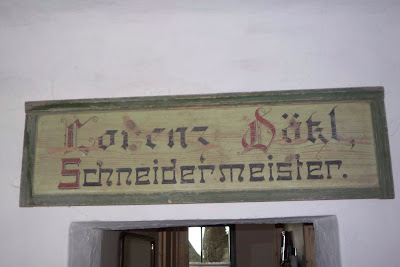 Lorenz Dökl,
Schneidermeister.